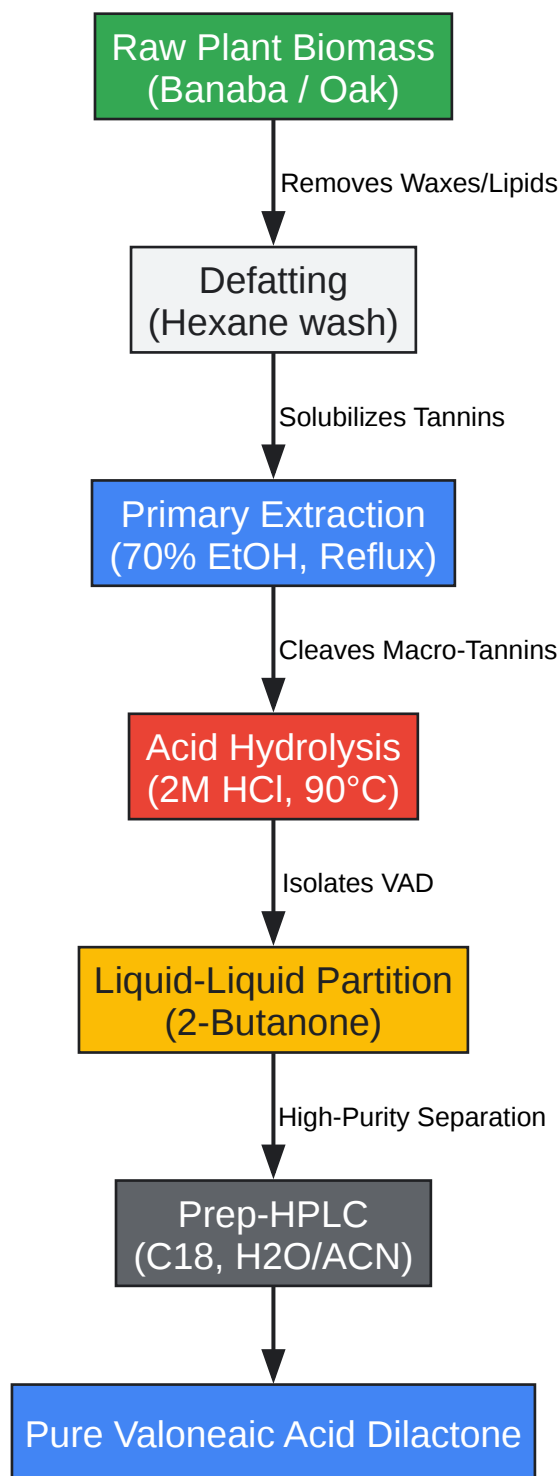 Raw Plant Biomass
(Banaba / Oak)
Removes Waxes/Lipids
Defatting
(Hexane wash)
Solubilizes Tannins
Primary Extraction
(70% EtOH, Reflux)
Cleaves Macro-Tannins
Acid Hydrolysis
(2M HCl, 90°C)
Isolates VAD
Liquid-Liquid Partition
(2-Butanone)
High-Purity Separation
Prep-HPLC
(C18, H2O/ACN)
Pure Valoneaic Acid Dilactone